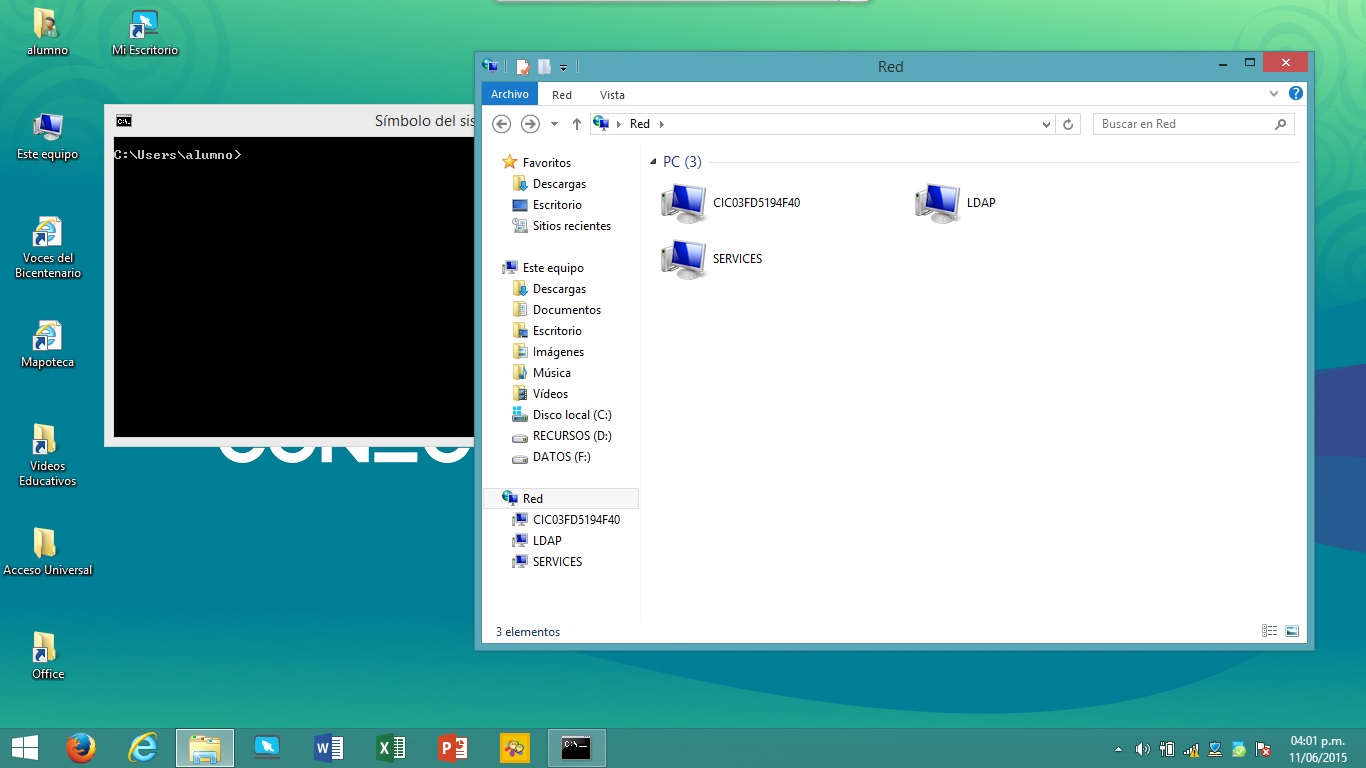 alumno
Mi Escritorio
Este equipo
Voces del
Bicentenario
Mapoteca
Videos
Educativos
Acceso Universal
Office
Símbolo del sis
C:\Users\alumno>
Red
Archivo
Red
Vista
Red
Buscar en Red
Favoritos
Descargas
Escritorio
Sitios recientes
Este equipo
Descargas
Documentos
Escritorio
Imágenes
Música
Vídeos
Disco local (C:)
RECURSOS (D:)
DATOS (F:)
Red
CIC03FD5194F40
LDAP
SERVICES
PC (3)
CIC03FD5194F40
LDAP
SERVICES
3 elementos
04:01 p.m.
11/06/2015